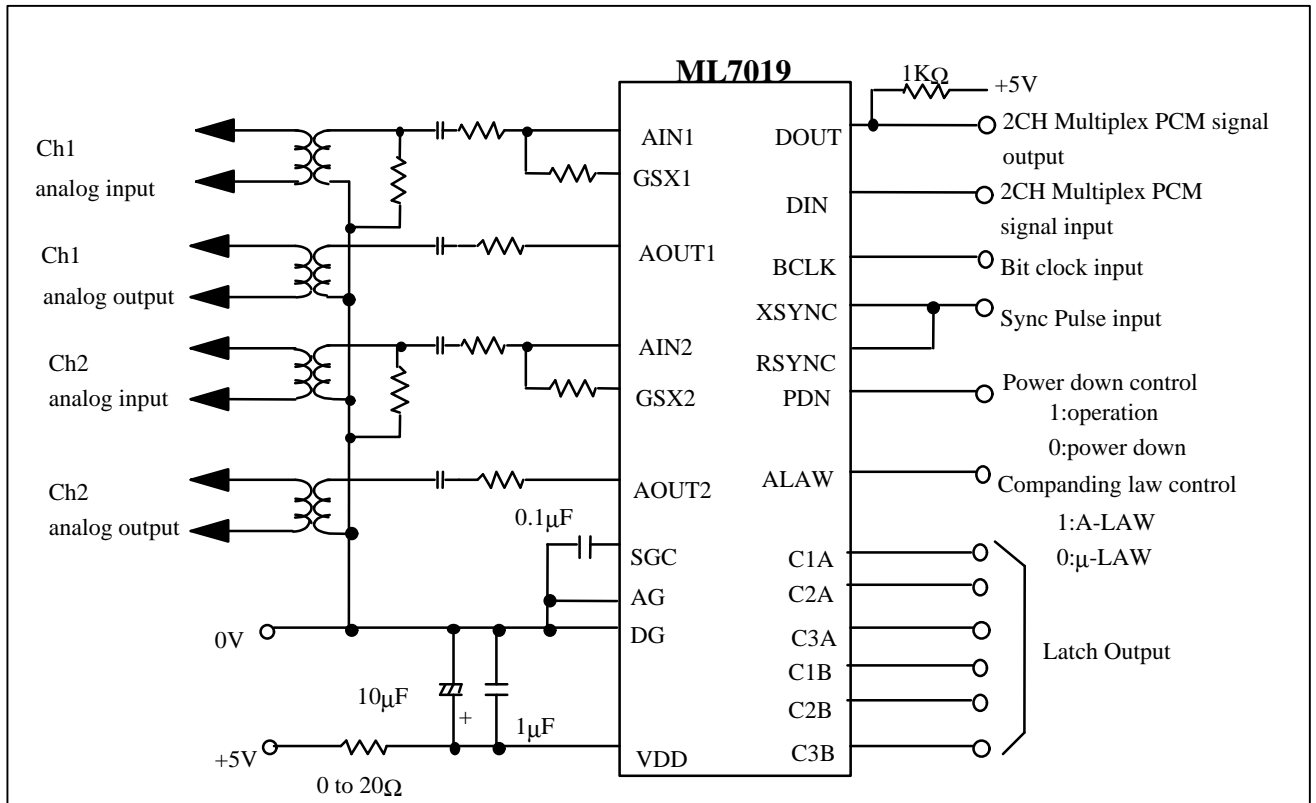 ML7019
1KΩ
+5V
Ch1
analog input
AIN1
GSX1
DOUT
2CH Multiplex PCM signal
output
DIN
2CH Multiplex PCM
signal input
Ch1
analog output
AOUT1
BCLK
Bit clock input
XSYNC
Sync Pulse input
RSYNC
Ch2
analog input
AIN2
GSX2
PDN
Power down control
1:operation
0:power down
Ch2
analog output
AOUT2
ALAW
Companding law control
1:A-LAW
0:μ-LAW
0.1μF
SGC
AG
DG
0V
C1A
C2A
C3A
C1B
C2B
C3B
Latch Output
10μF
+
1μF
+5V
0 to 20Ω
VDD